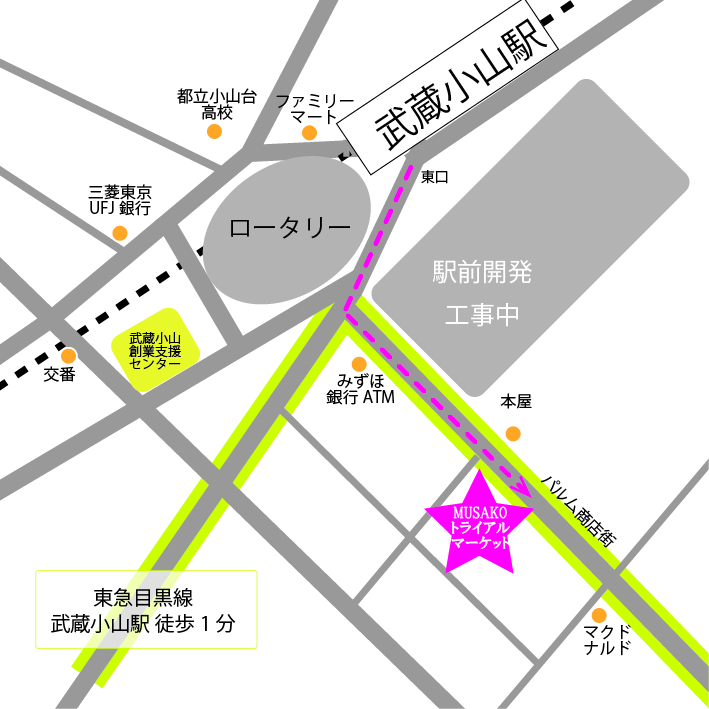 武蔵小山駅
都立小山台
高校
ファミリー
マート
東口
三菱東京
UFJ 銀行
ロータリー
駅前開発
工事中
武蔵小山
創業支援
センター
交番
みずほ
銀行 ATM
本屋
パルム商店街
MUSAKO
トライアル
マーケット
東急目黒線
武蔵小山駅 徒歩 1 分
マクド
ナルド